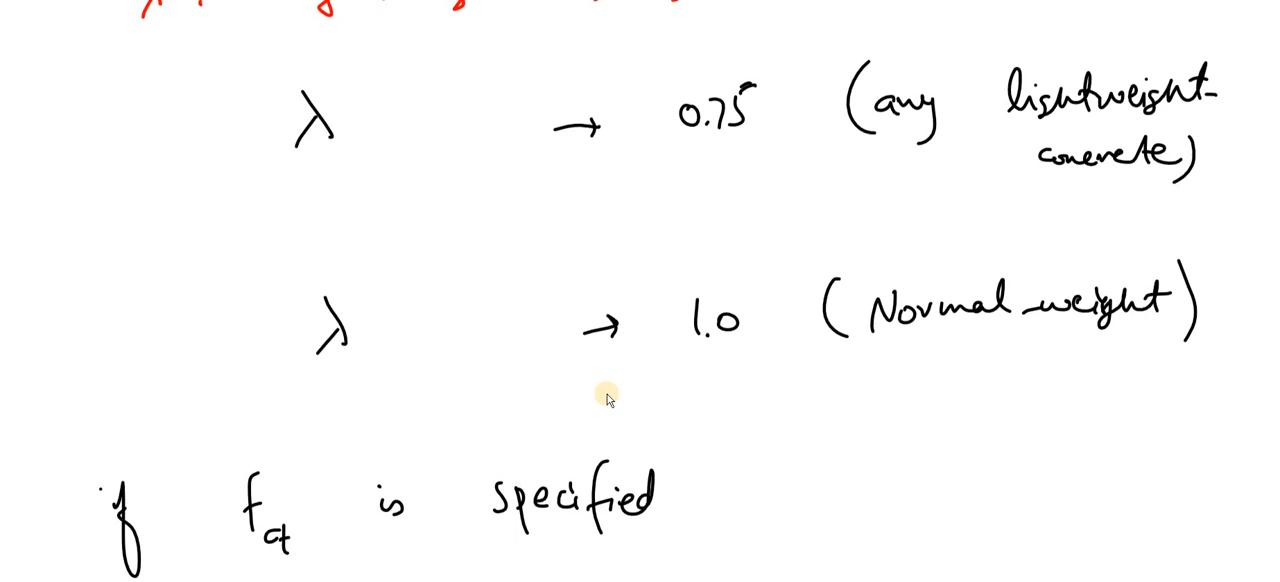 λ → 0.75 (any lightweight
concrete)
λ → 1.0 (Normal-weight)
if fct is specified